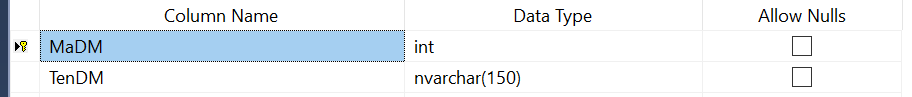 Column Name Data Type Allow Nulls
MaDM int
TenDM nvarchar(150)